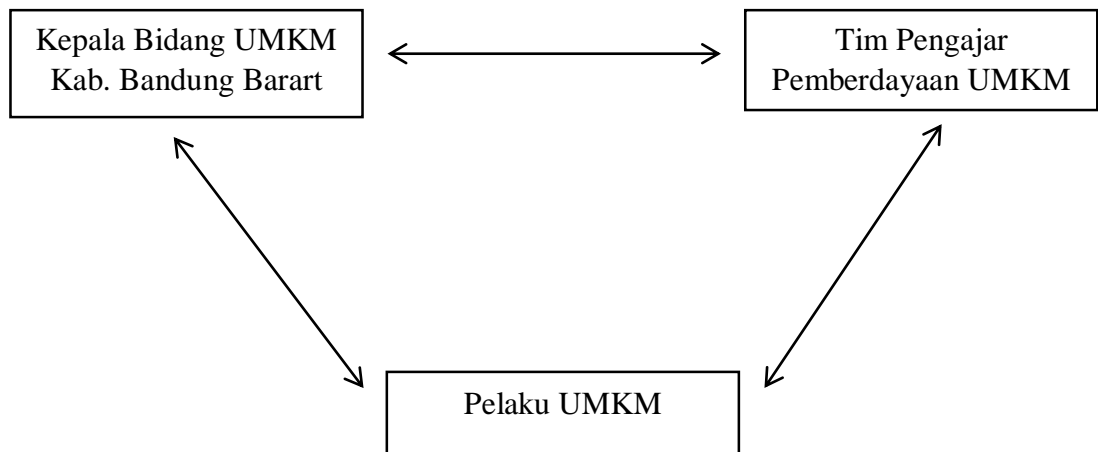 Kepala Bidang UMKM
Kab. Bandung Barart
Tim Pengajar
Pemberdayaan UMKM
Pelaku UMKM